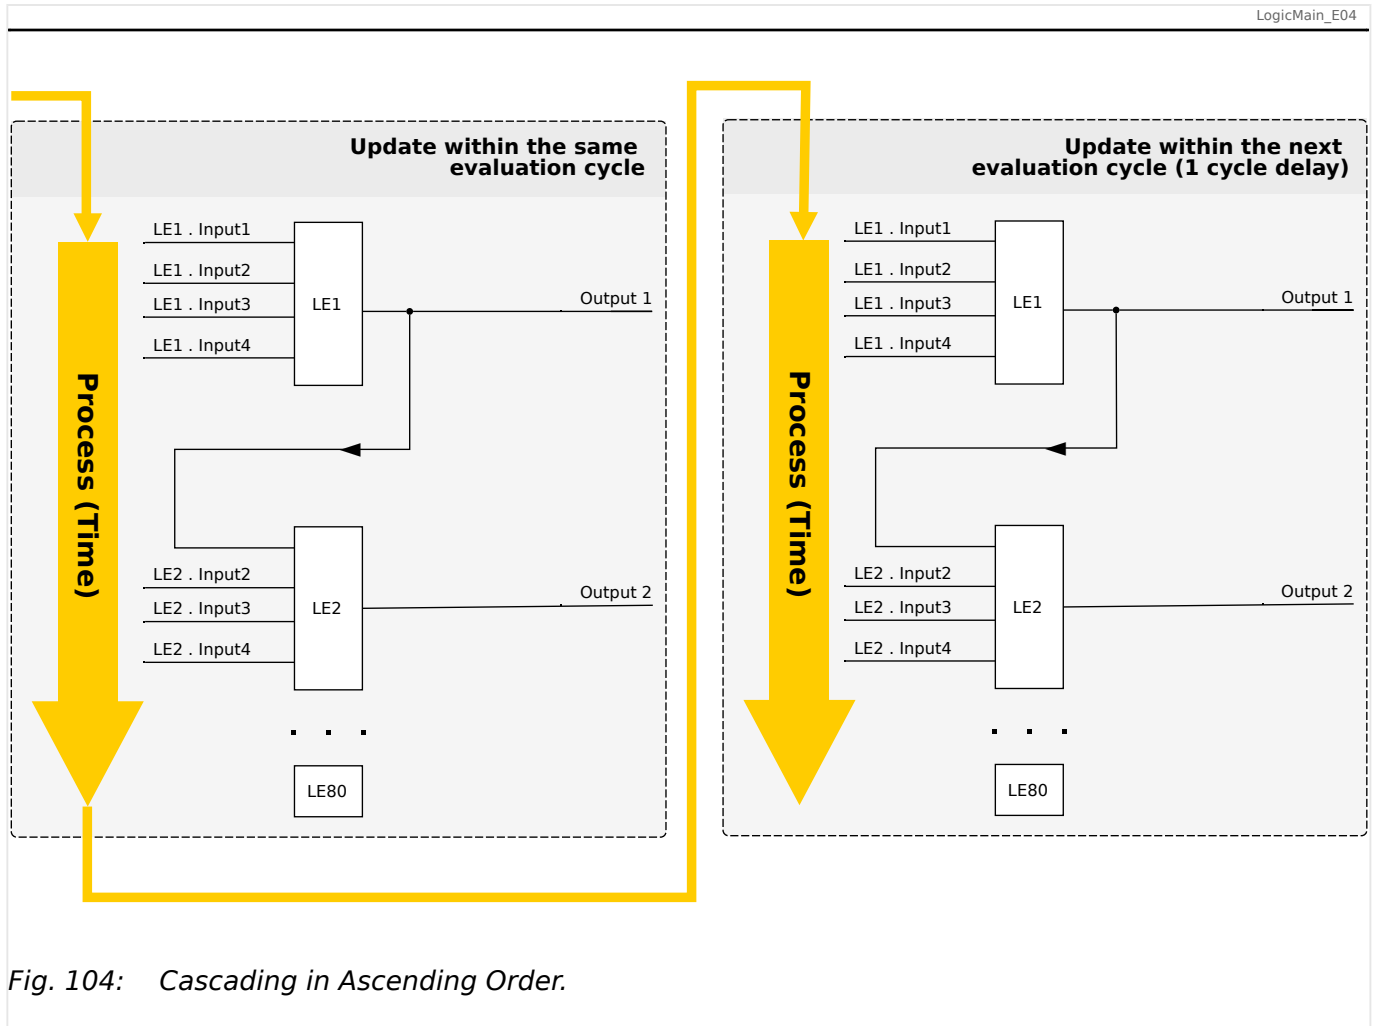 LogicMain_E04
Update within the same
evaluation cycle
LE1 . Input1
LE1 . Input2
LE1 . Input3
LE1 . Input4
LE1
Output 1
Process (Time)
LE2 . Input2
LE2 . Input3
LE2 . Input4
LE2
Output 2
. . .
LE80
Update within the next
evaluation cycle (1 cycle delay)
LE1 . Input1
LE1 . Input2
LE1 . Input3
LE1 . Input4
LE1
Output 1
Process (Time)
LE2 . Input2
LE2 . Input3
LE2 . Input4
LE2
Output 2
. . .
LE80
Fig. 104: Cascading in Ascending Order.